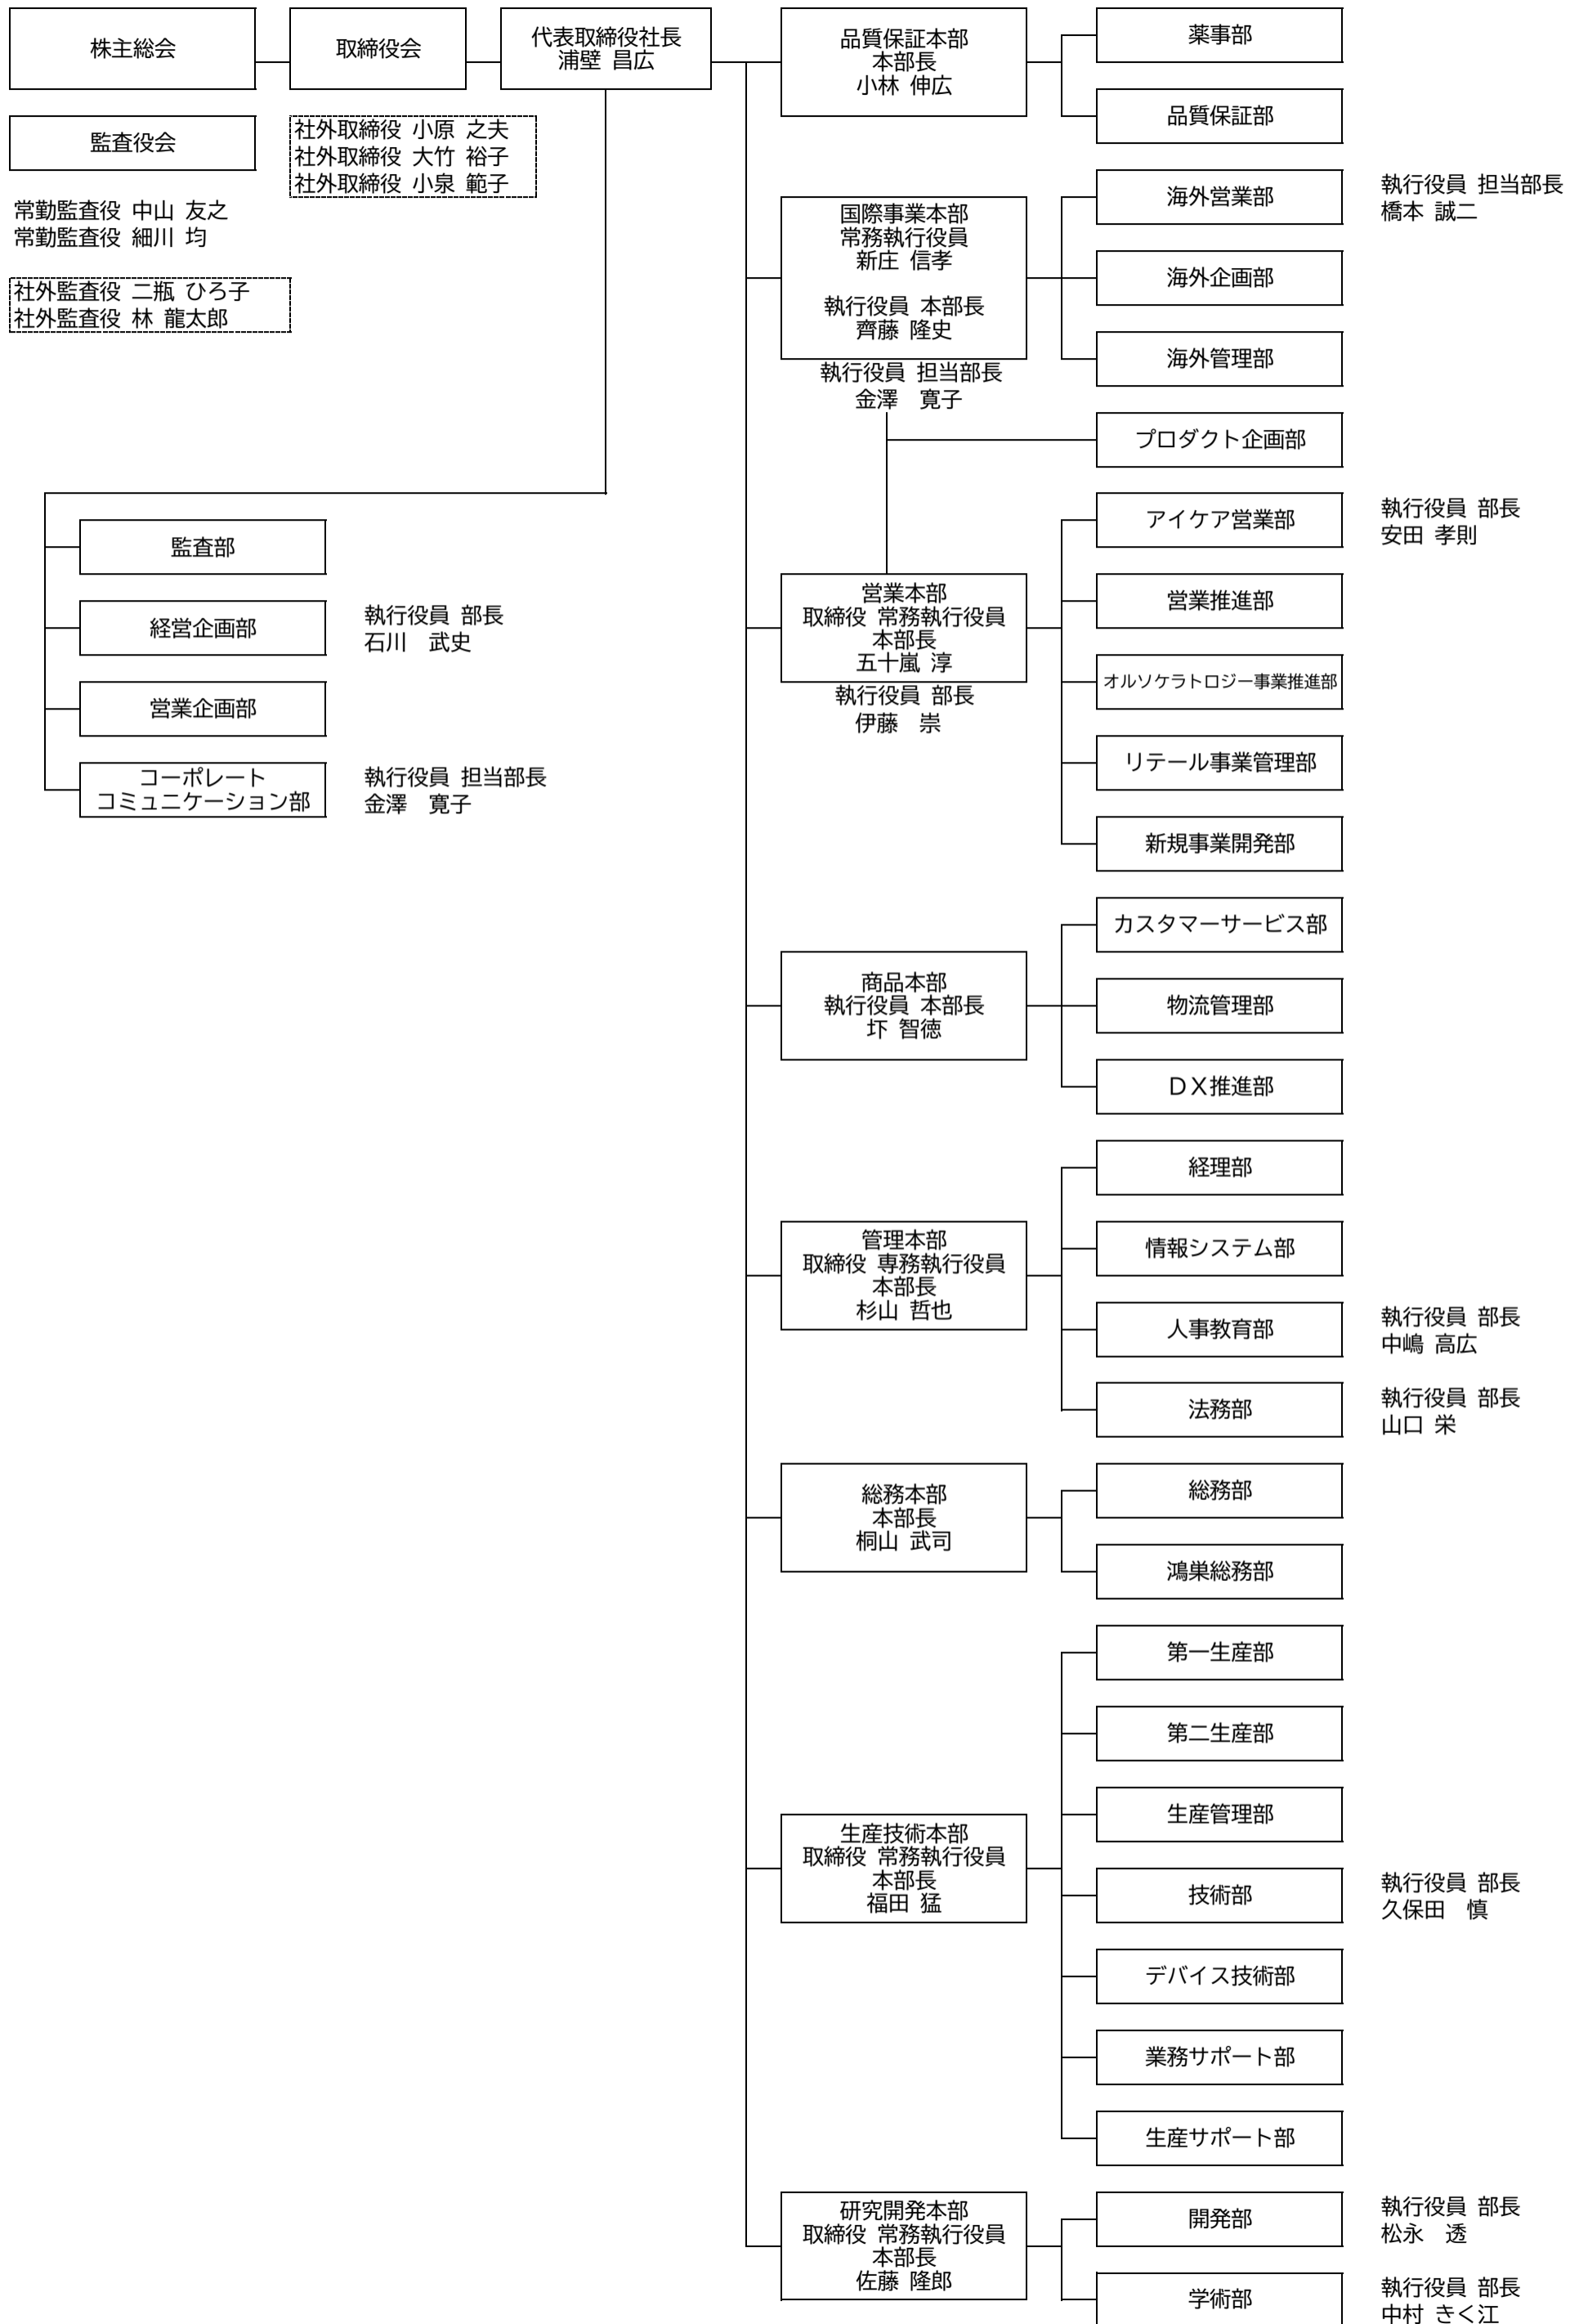 株主総会
取締役会
代表取締役社長
浦壁 昌広
監査役会
社外取締役 小原 之夫
社外取締役 大竹 裕子
社外取締役 小泉 範子
常勤監査役 中山 友之
常勤監査役 細川 均
社外監査役 二瓶 ひろ子
社外監査役 林 龍太郎
監査部
経営企画部
執行役員 部長
石川 武史
営業企画部
コーポレート
コミュニケーション部
執行役員 担当部長
金澤 寛子
品質保証本部
本部長
小林 伸広
薬事部
品質保証部
国際事業本部
常務執行役員
新庄 信孝
執行役員 本部長
齊藤 隆史
海外営業部
執行役員 担当部長
橋本 誠二
海外企画部
海外管理部
執行役員 担当部長
金澤 寛子
プロダクト企画部
営業本部
取締役 常務執行役員
本部長
五十嵐 淳
執行役員 部長
伊藤 崇
アイケア営業部
執行役員 部長
安田 孝則
営業推進部
オルソケラトロジー事業推進部
リテール事業管理部
新規事業開発部
商品本部
執行役員 本部長
圷 智徳
カスタマーサービス部
物流管理部
DX推進部
管理本部
取締役 専務執行役員
本部長
杉山 哲也
経理部
情報システム部
人事教育部
執行役員 部長
中嶋 高広
法務部
執行役員 部長
山口 栄
総務本部
本部長
桐山 武司
総務部
鴻巣総務部
生産技術本部
取締役 常務執行役員
本部長
福田 猛
第一生産部
第二生産部
生産管理部
技術部
執行役員 部長
久保田 慎
デバイス技術部
業務サポート部
生産サポート部
研究開発本部
取締役 常務執行役員
本部長
佐藤 隆郎
開発部
執行役員 部長
松永 透
学術部
執行役員 部長
中村 きく江